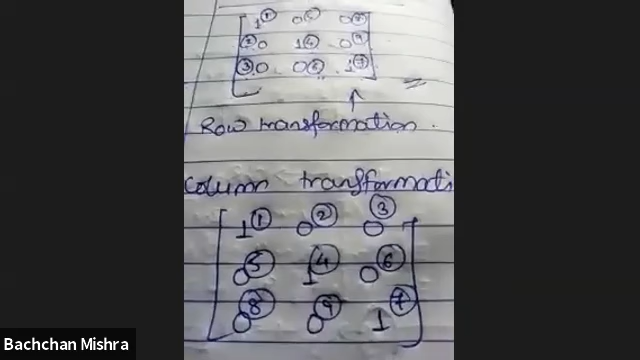 1① 0⑤ 0⑧
②0 1④ 0⑨
③0 0⑥ 1⑦
Row transformation.
Column transformati
1① 0② 0③
0⑤ 1④ 0⑥
0⑧ 0⑨ 1⑦
Bachchan Mishra